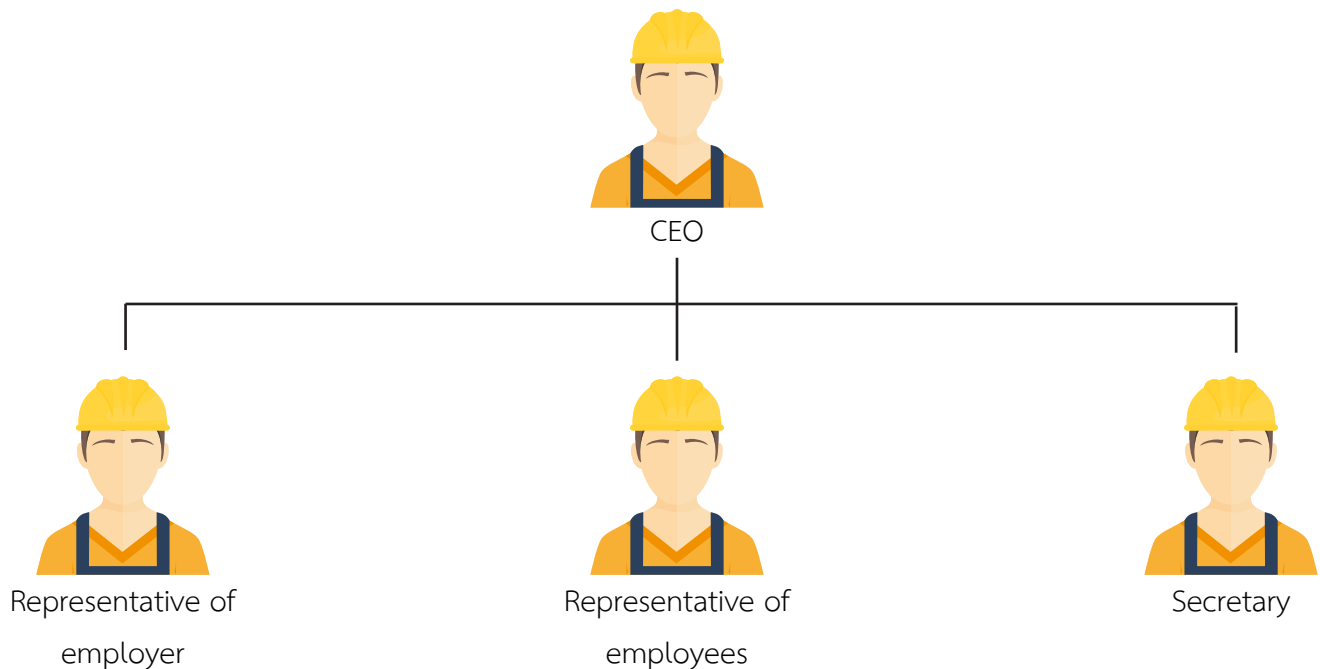 CEO
Representative of
employer
Representative of
employees
Secretary